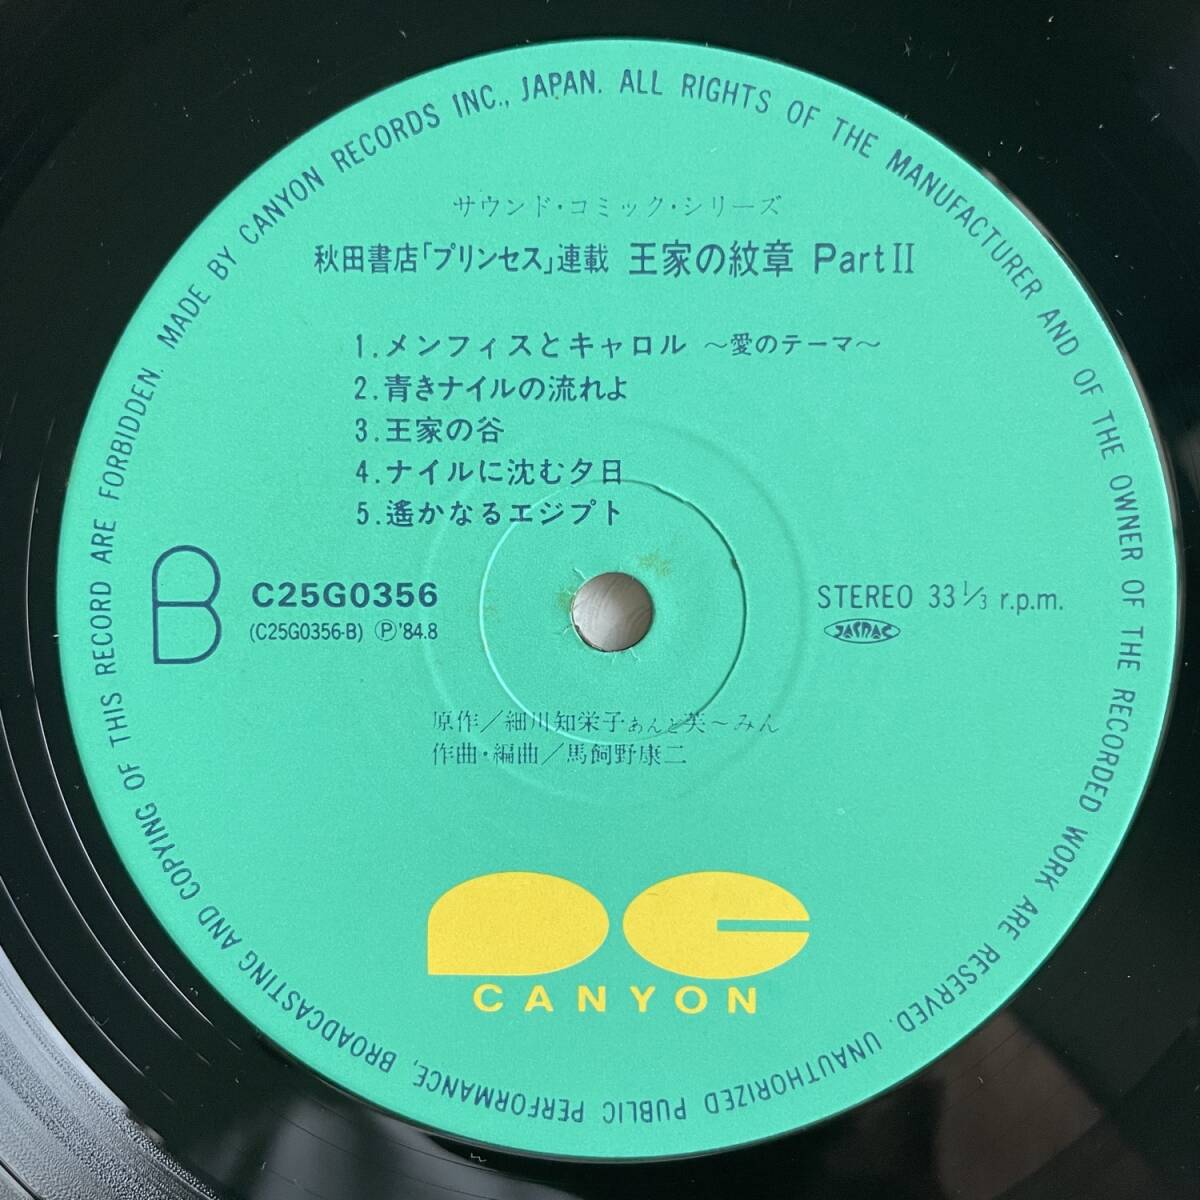 MADE BY CANYON RECORDS INC., JAPAN. ALL RIGHTS OF THE MANUFACTURER AND OF THE OWNER OF THE RECORDED WORK ARE RESERVED. UNAUTHORIZED PUBLIC PERFORMANCE, BROADCASTING AND COPYING OF THIS RECORD ARE FORBIDDEN.
サウンド・コミック・シリーズ
秋田書店「プリンセス」連載 王家の紋章 Part II
1.メンフィスとキャロル 〜愛のテーマ〜
2.青きナイルの流れよ
3.王家の谷
4.ナイルに沈む夕日
5.遙かなるエジプト
B
C25G0356
(C25G0356-B) Ⓟ'84.8
STEREO 33 1/3 r.p.m.
JASRAC
原作/細川知栄子あんど芙〜みん
作曲・編曲/馬飼野康二
PC
CANYON